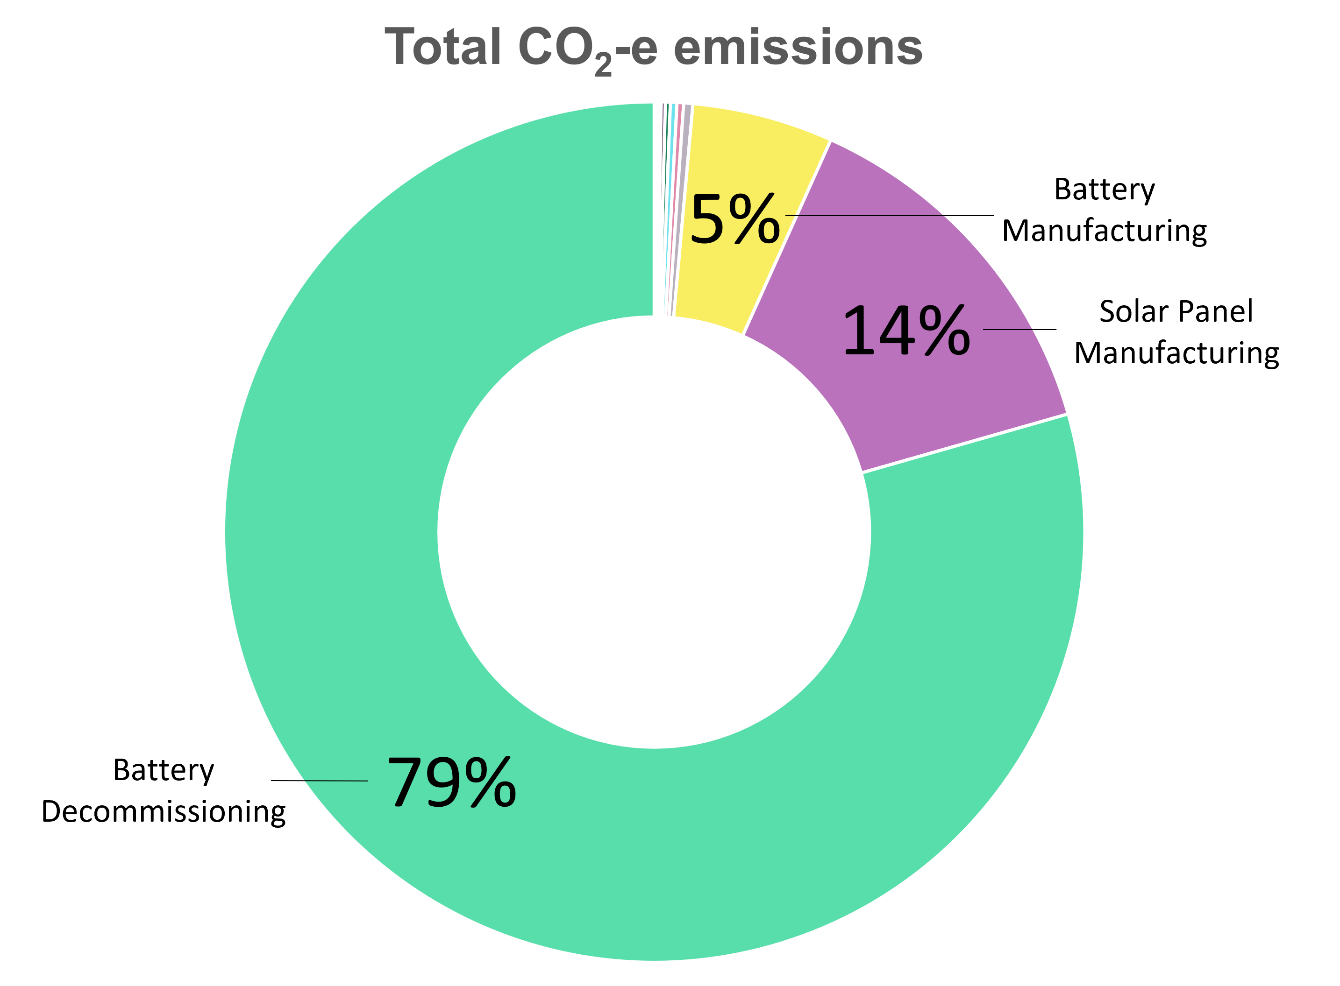 Total CO₂-e emissions
5%
Battery
Manufacturing
14%
Solar Panel
Manufacturing
79%
Battery
Decommissioning